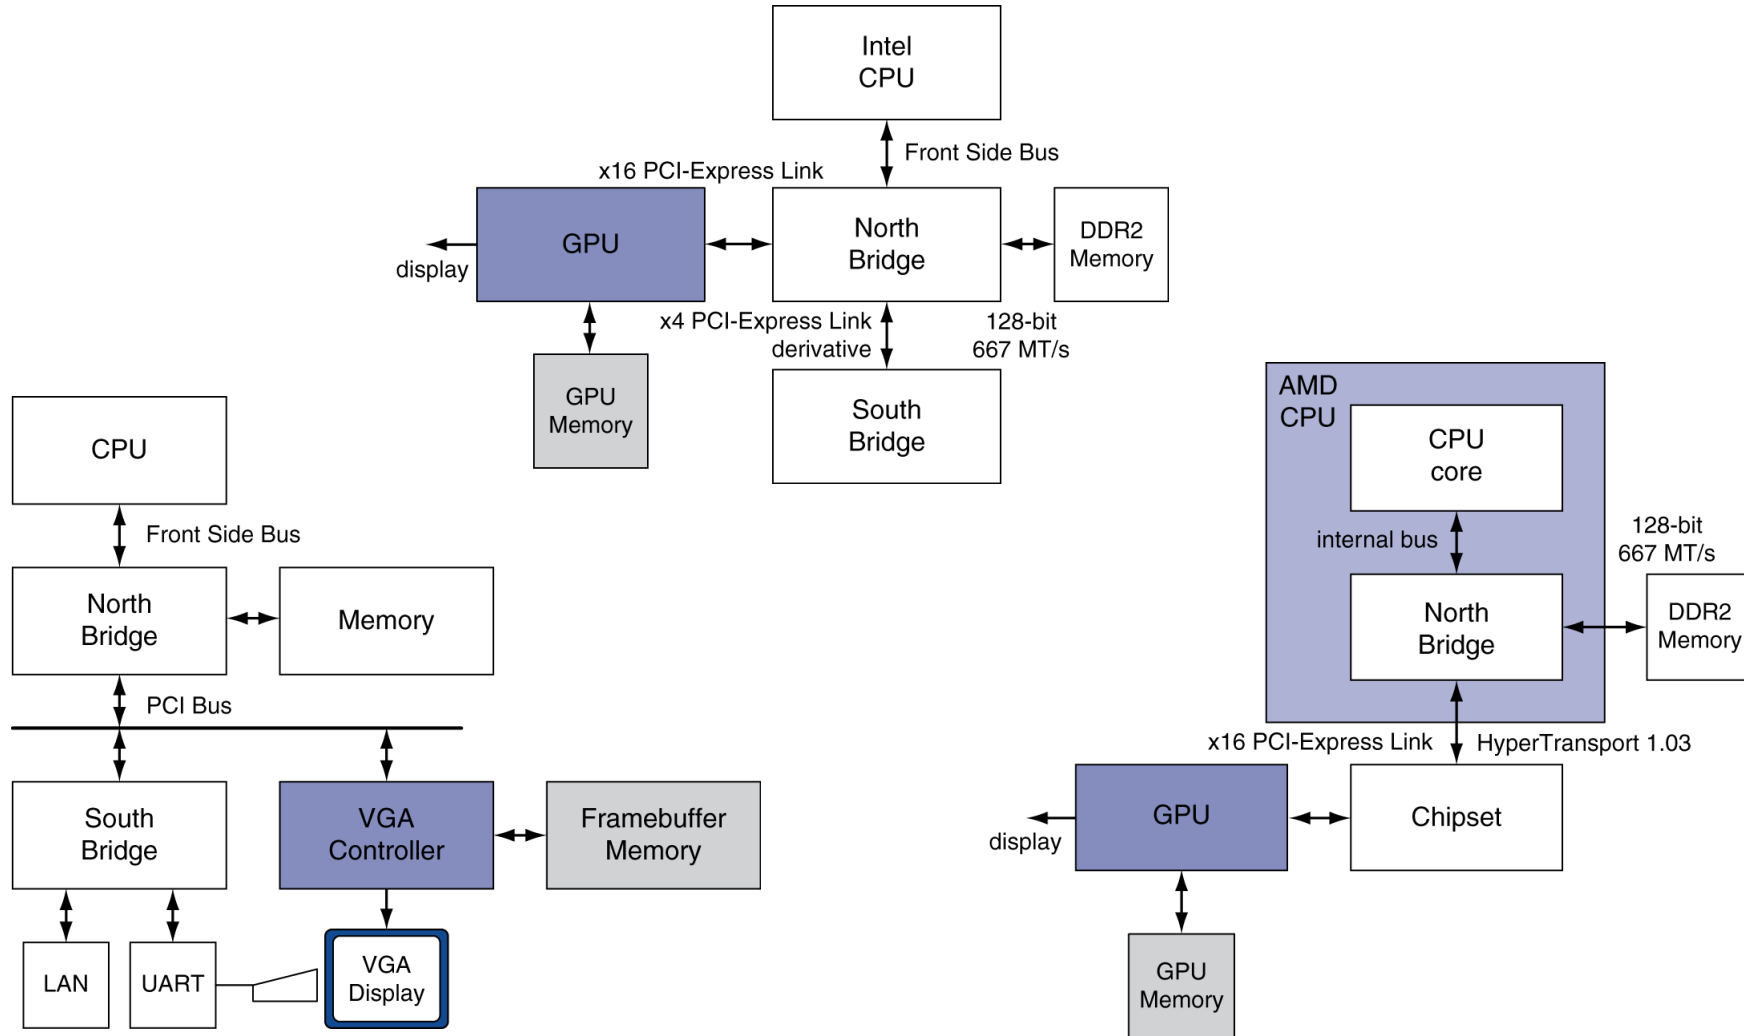 Intel
CPU
Front Side Bus
x16 PCI-Express Link
GPU
North
Bridge
DDR2
Memory
display
x4 PCI-Express Link
derivative
128-bit
667 MT/s
GPU
Memory
South
Bridge
CPU
Front Side Bus
North
Bridge
Memory
PCI Bus
South
Bridge
VGA
Controller
Framebuffer
Memory
LAN
UART
VGA
Display
AMD
CPU
CPU
core
internal bus
128-bit
667 MT/s
North
Bridge
DDR2
Memory
x16 PCI-Express Link
HyperTransport 1.03
GPU
Chipset
display
GPU
Memory